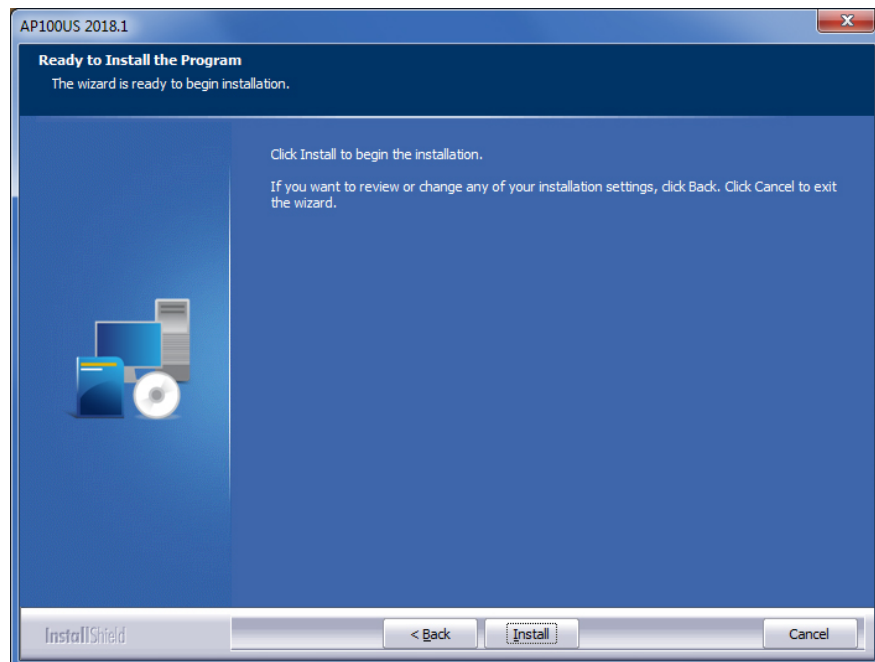 AP100US 2018.1
Ready to Install the Program
The wizard is ready to begin installation.
Click Install to begin the installation.
If you want to review or change any of your installation settings, click Back. Click Cancel to exit
the wizard.
InstallShield
< Back
Install
Cancel